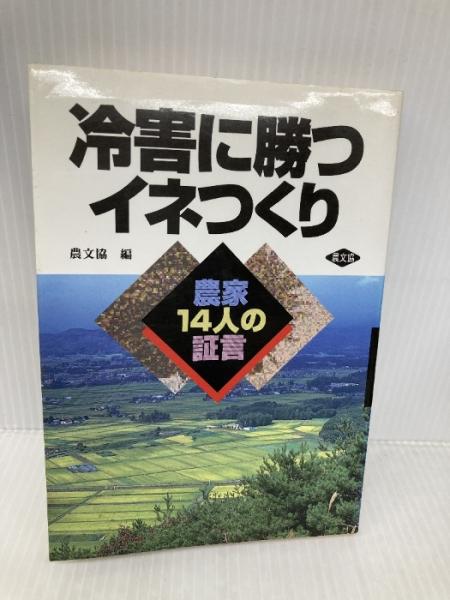 冷害に勝つ
イネつくり
農文協 編
農文協
農家
14人の
証言